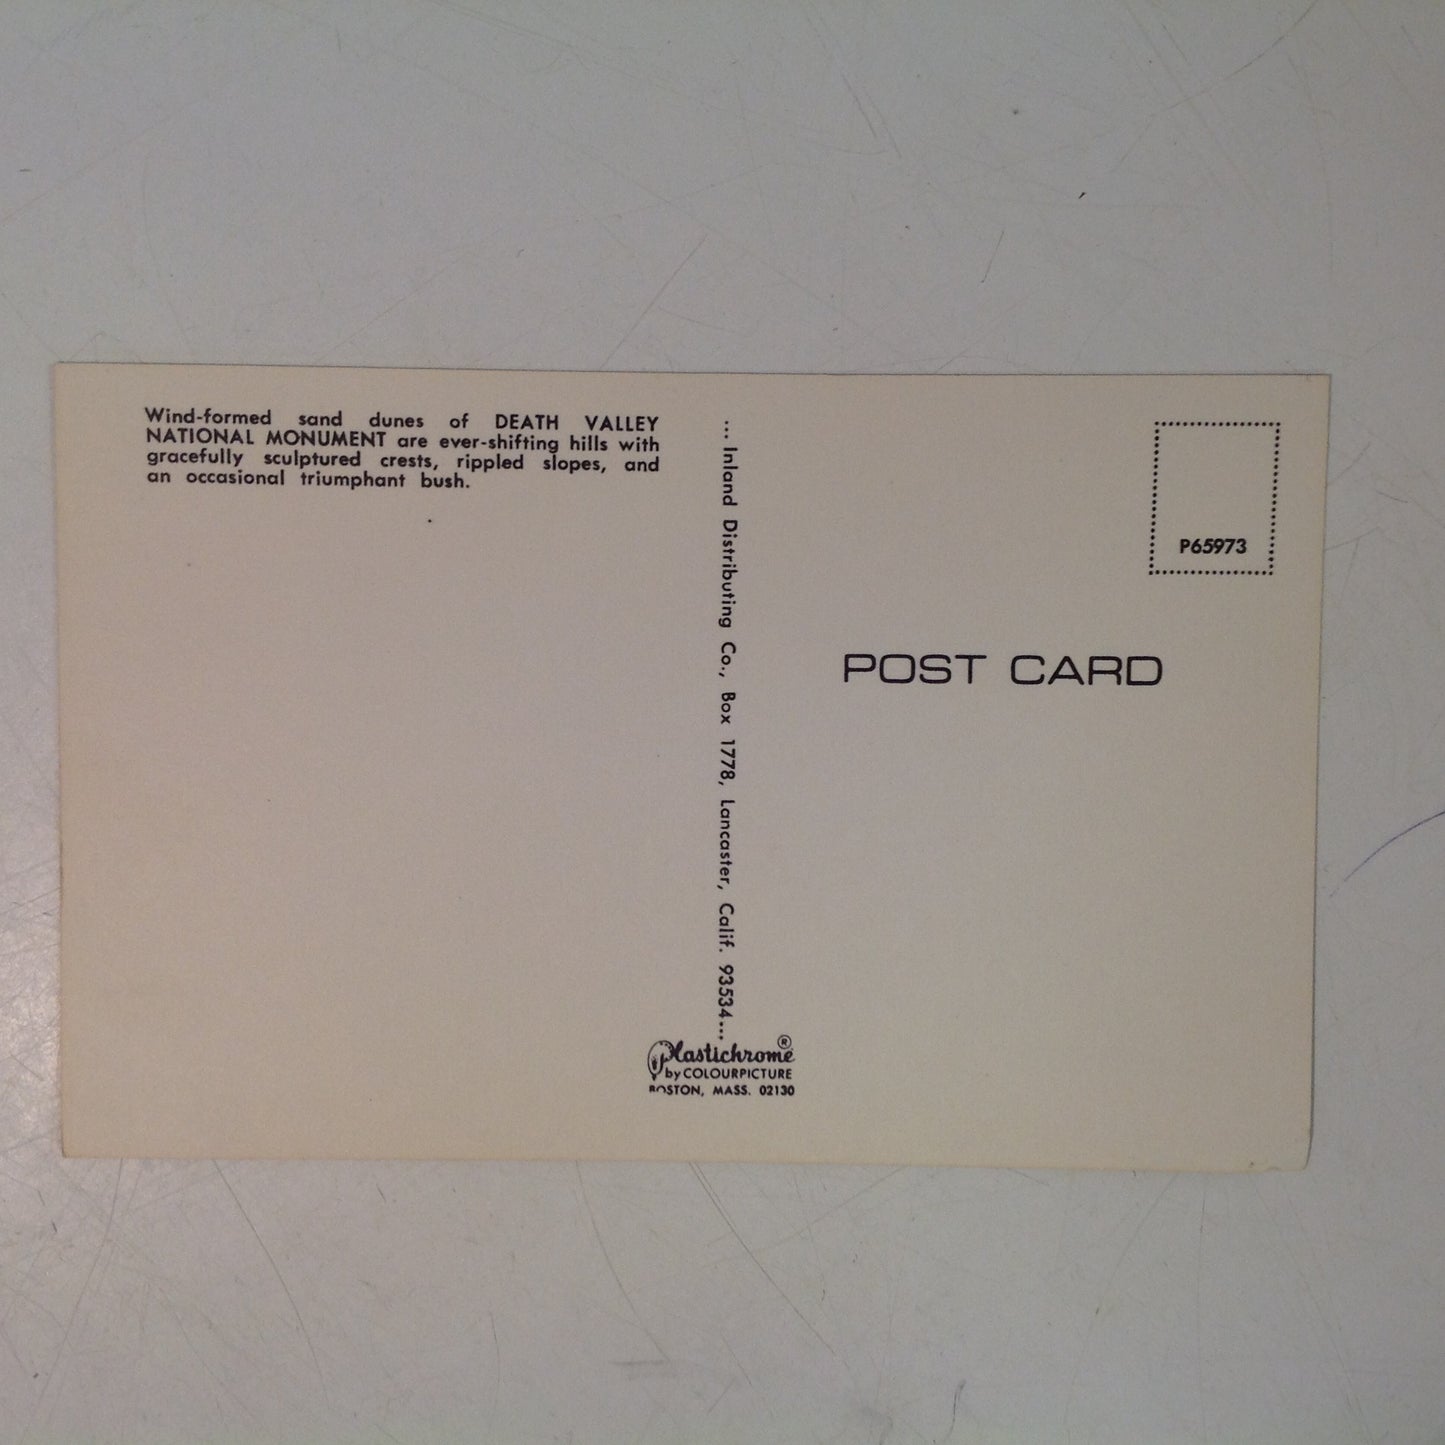 Wind-formed sand dunes of DEATH VALLEY
NATIONAL MONUMENT are ever-shifting hills with
gracefully sculptured crests, rippled slopes, and
an occasional triumphant bush.
... Inland Distributing Co., Box 1778, Lancaster, Calif. 93534...
Plastichrome®
by COLOURPICTURE
BOSTON, MASS. 02130
P65973
POST CARD